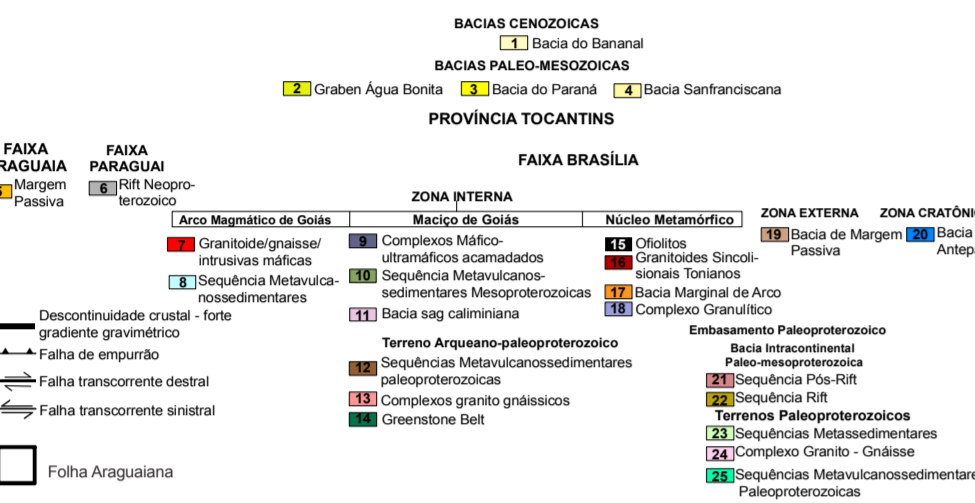 BACIAS CENOZOICAS
1 Bacia do Bananal
BACIAS PALEO-MESOZOICAS
2 Graben Água Bonita 3 Bacia do Paraná 4 Bacia Sanfranciscana
PROVÍNCIA TOCANTINS
FAIXA
RAGUAIA
Margem
Passiva
FAIXA
PARAGUAI
6 Rift Neopro-
terozoico
FAIXA BRASÍLIA
ZONA INTERNA
Arco Magmático de Goiás
7 Granitoide/gnaisse/
intrusivas máficas
8 Sequência Metavulca-
nossedimentares
Maciço de Goiás
9 Complexos Máfico-
ultramáficos acamadados
10 Sequência Metavulcanos-
sedimentares Mesoproterozoicas
11 Bacia sag caliminiana
Terreno Arqueano-paleoproterozoico
12 Sequências Metavulcanossedimentares
paleoproterozoicas
13 Complexos granito gnáissicos
14 Greenstone Belt
Núcleo Metamórfico
15 Ofiolitos
16 Granitoides Sincoli-
sionais Tonianos
17 Bacia Marginal de Arco
18 Complexo Granulítico
ZONA EXTERNA
19 Bacia de Margem
Passiva
ZONA CRATÔNI
20 Bacia
Antep
Embasamento Paleoproterozoico
Bacia Intracontinental
Paleo-mesoproterozoica
21 Sequência Pós-Rift
22 Sequência Rift
Terrenos Paleoproterozoicos
23 Sequências Metassedimentares
24 Complexo Granito - Gnáisse
25 Sequências Metavulcanossedimentare
Paleoproterozoicas
Descontinuidade crustal - forte
gradiente gravimétrico
Falha de empurrão
Falha transcorrente destral
Falha transcorrente sinistral
Folha Araguaiana